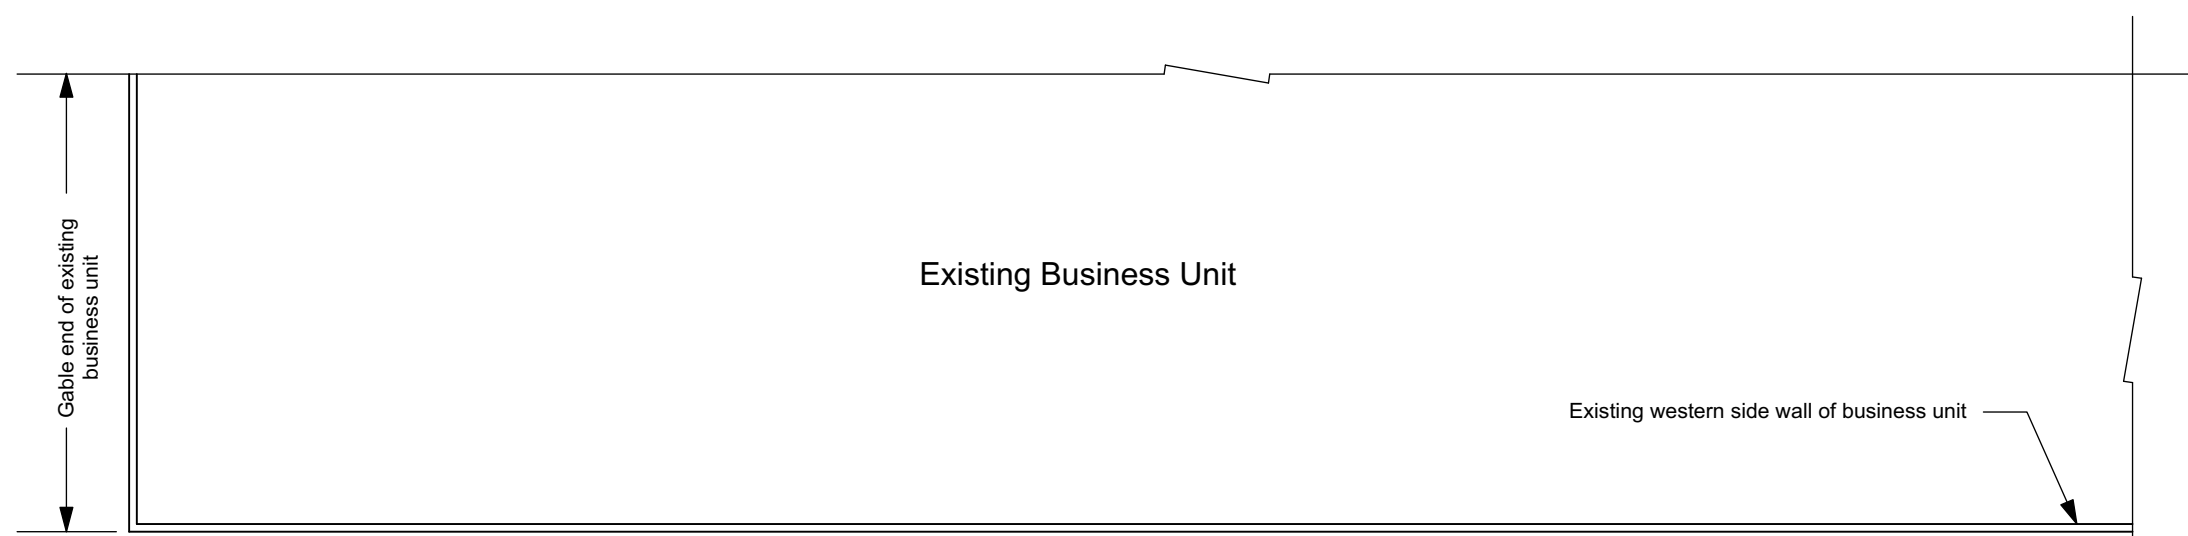 Gable end of existing
business unit
Existing Business Unit
Existing western side wall of business unit